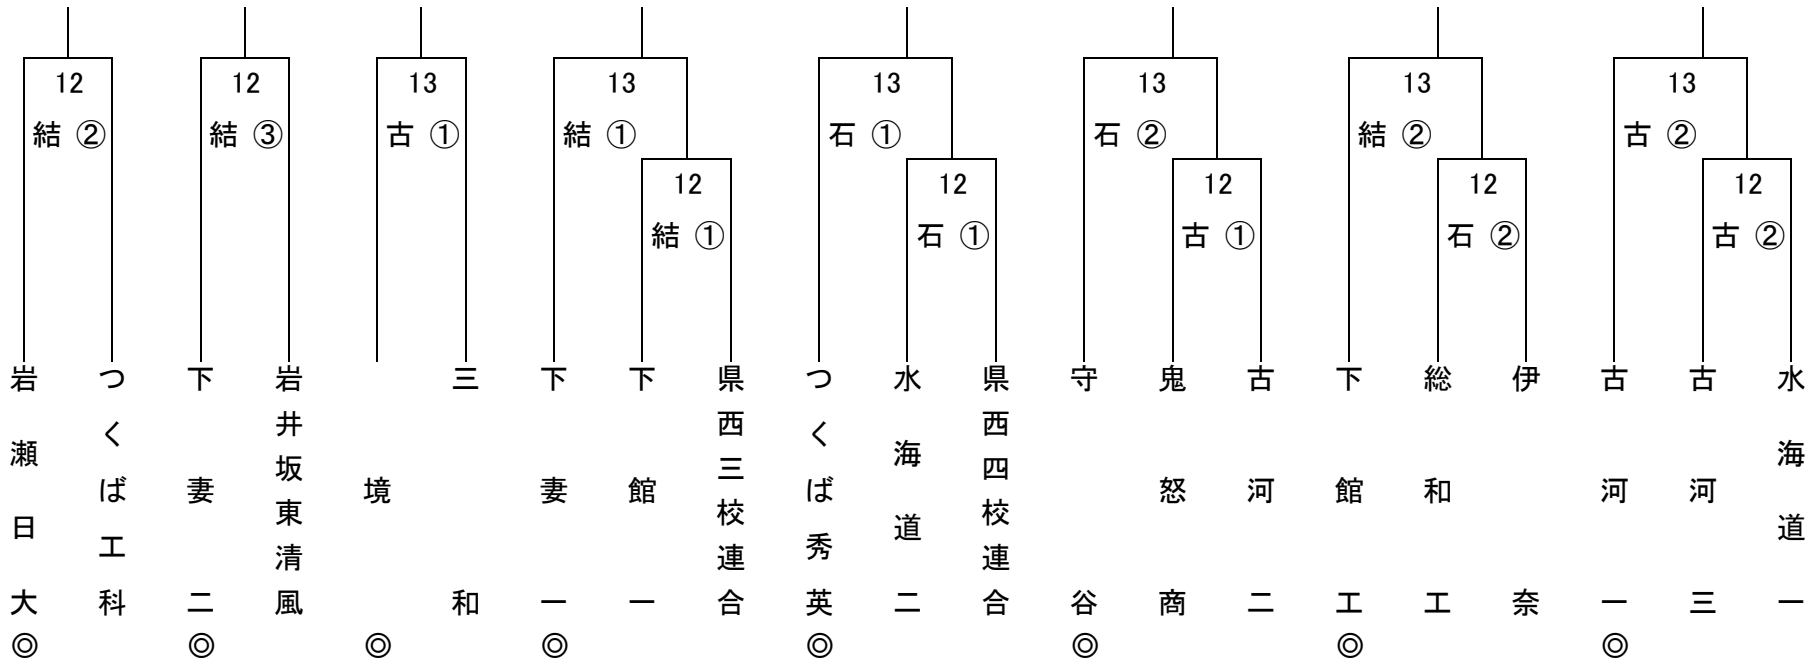 12 12 13 13 13 13 13 13
結 ② 結 ③ 古 ① 結 ① 石 ① 石 ② 結 ② 古 ②
12 12 12 12 12
結 ① 石 ① 古 ① 石 ② 古 ②
岩瀬日大◎
つくば工科
下妻二◎
岩井坂東清風
境◎
三和
下妻一◎
下館一
県西三校連合
つくば秀英◎
水海道二
県西四校連合
守谷◎
鬼怒商
古河二
下館工◎
総和工
伊奈
古河一◎
古河三
水海道一